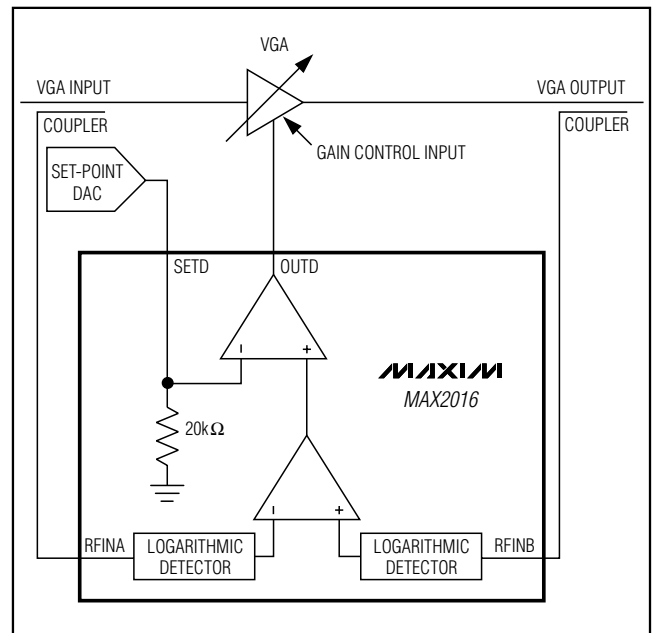 VGA
VGA INPUT
VGA OUTPUT
COUPLER
COUPLER
GAIN CONTROL INPUT
SET-POINT
DAC
SETD
OUTD
–
+
MAXIM
MAX2016
20kΩ
–
+
RFINA
LOGARITHMIC
DETECTOR
LOGARITHMIC
DETECTOR
RFINB